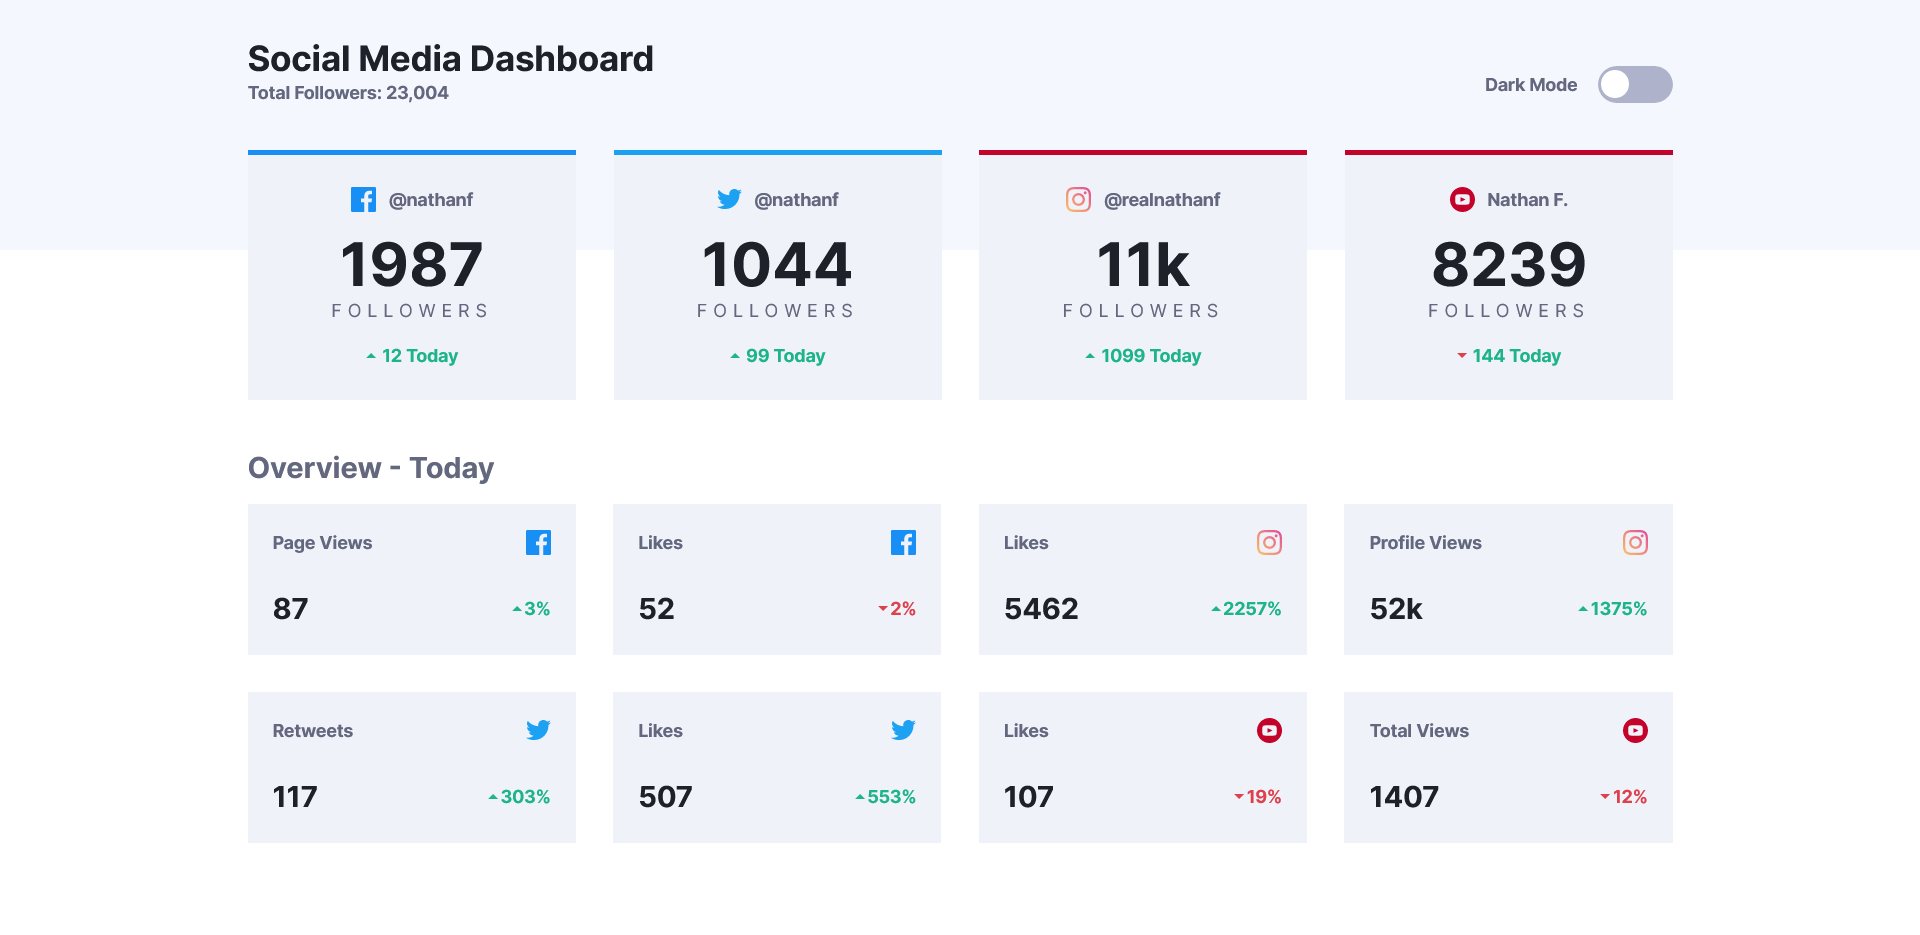 Social Media Dashboard
Total Followers: 23,004
Dark Mode
@nathanf
1987
FOLLOWERS
12 Today
@nathanf
1044
FOLLOWERS
99 Today
@realnathanf
11k
FOLLOWERS
1099 Today
Nathan F.
8239
FOLLOWERS
144 Today
Overview - Today
Page Views
87
3%
Likes
52
2%
Likes
5462
2257%
Profile Views
52k
1375%
Retweets
117
303%
Likes
507
553%
Likes
107
19%
Total Views
1407
12%